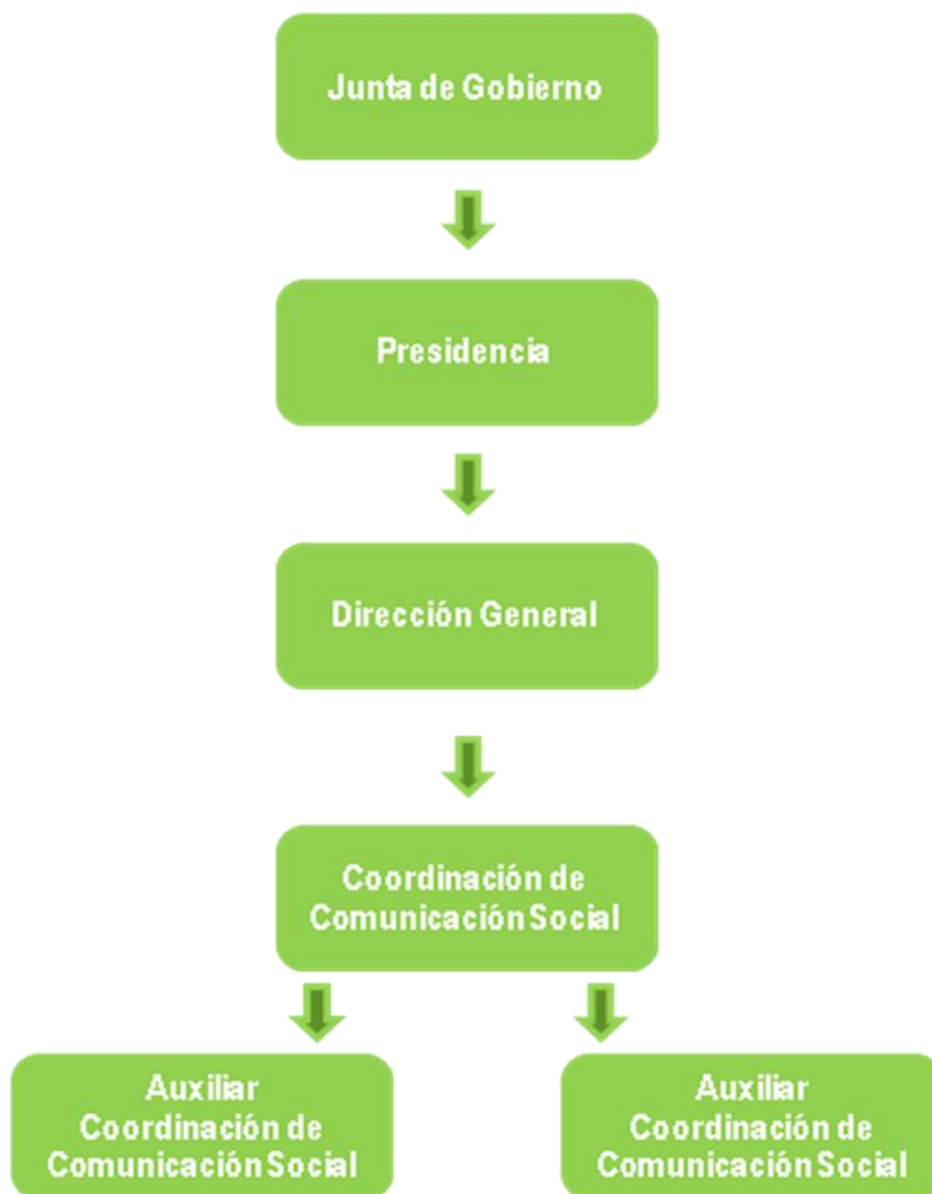 Junta de Gobierno
Presidencia
Dirección General
Coordinación de
Comunicación Social
Auxiliar
Coordinación de
Comunicación Social
Auxiliar
Coordinación de
Comunicación Social